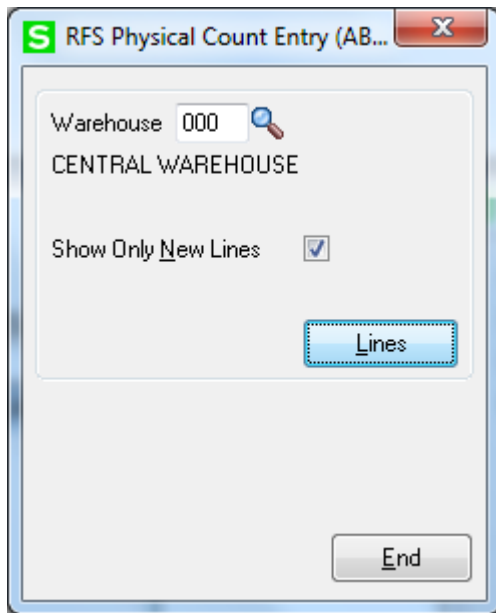 S RFS Physical Count Entry (AB...
Warehouse 000
CENTRAL WAREHOUSE
Show Only New Lines
Lines
End